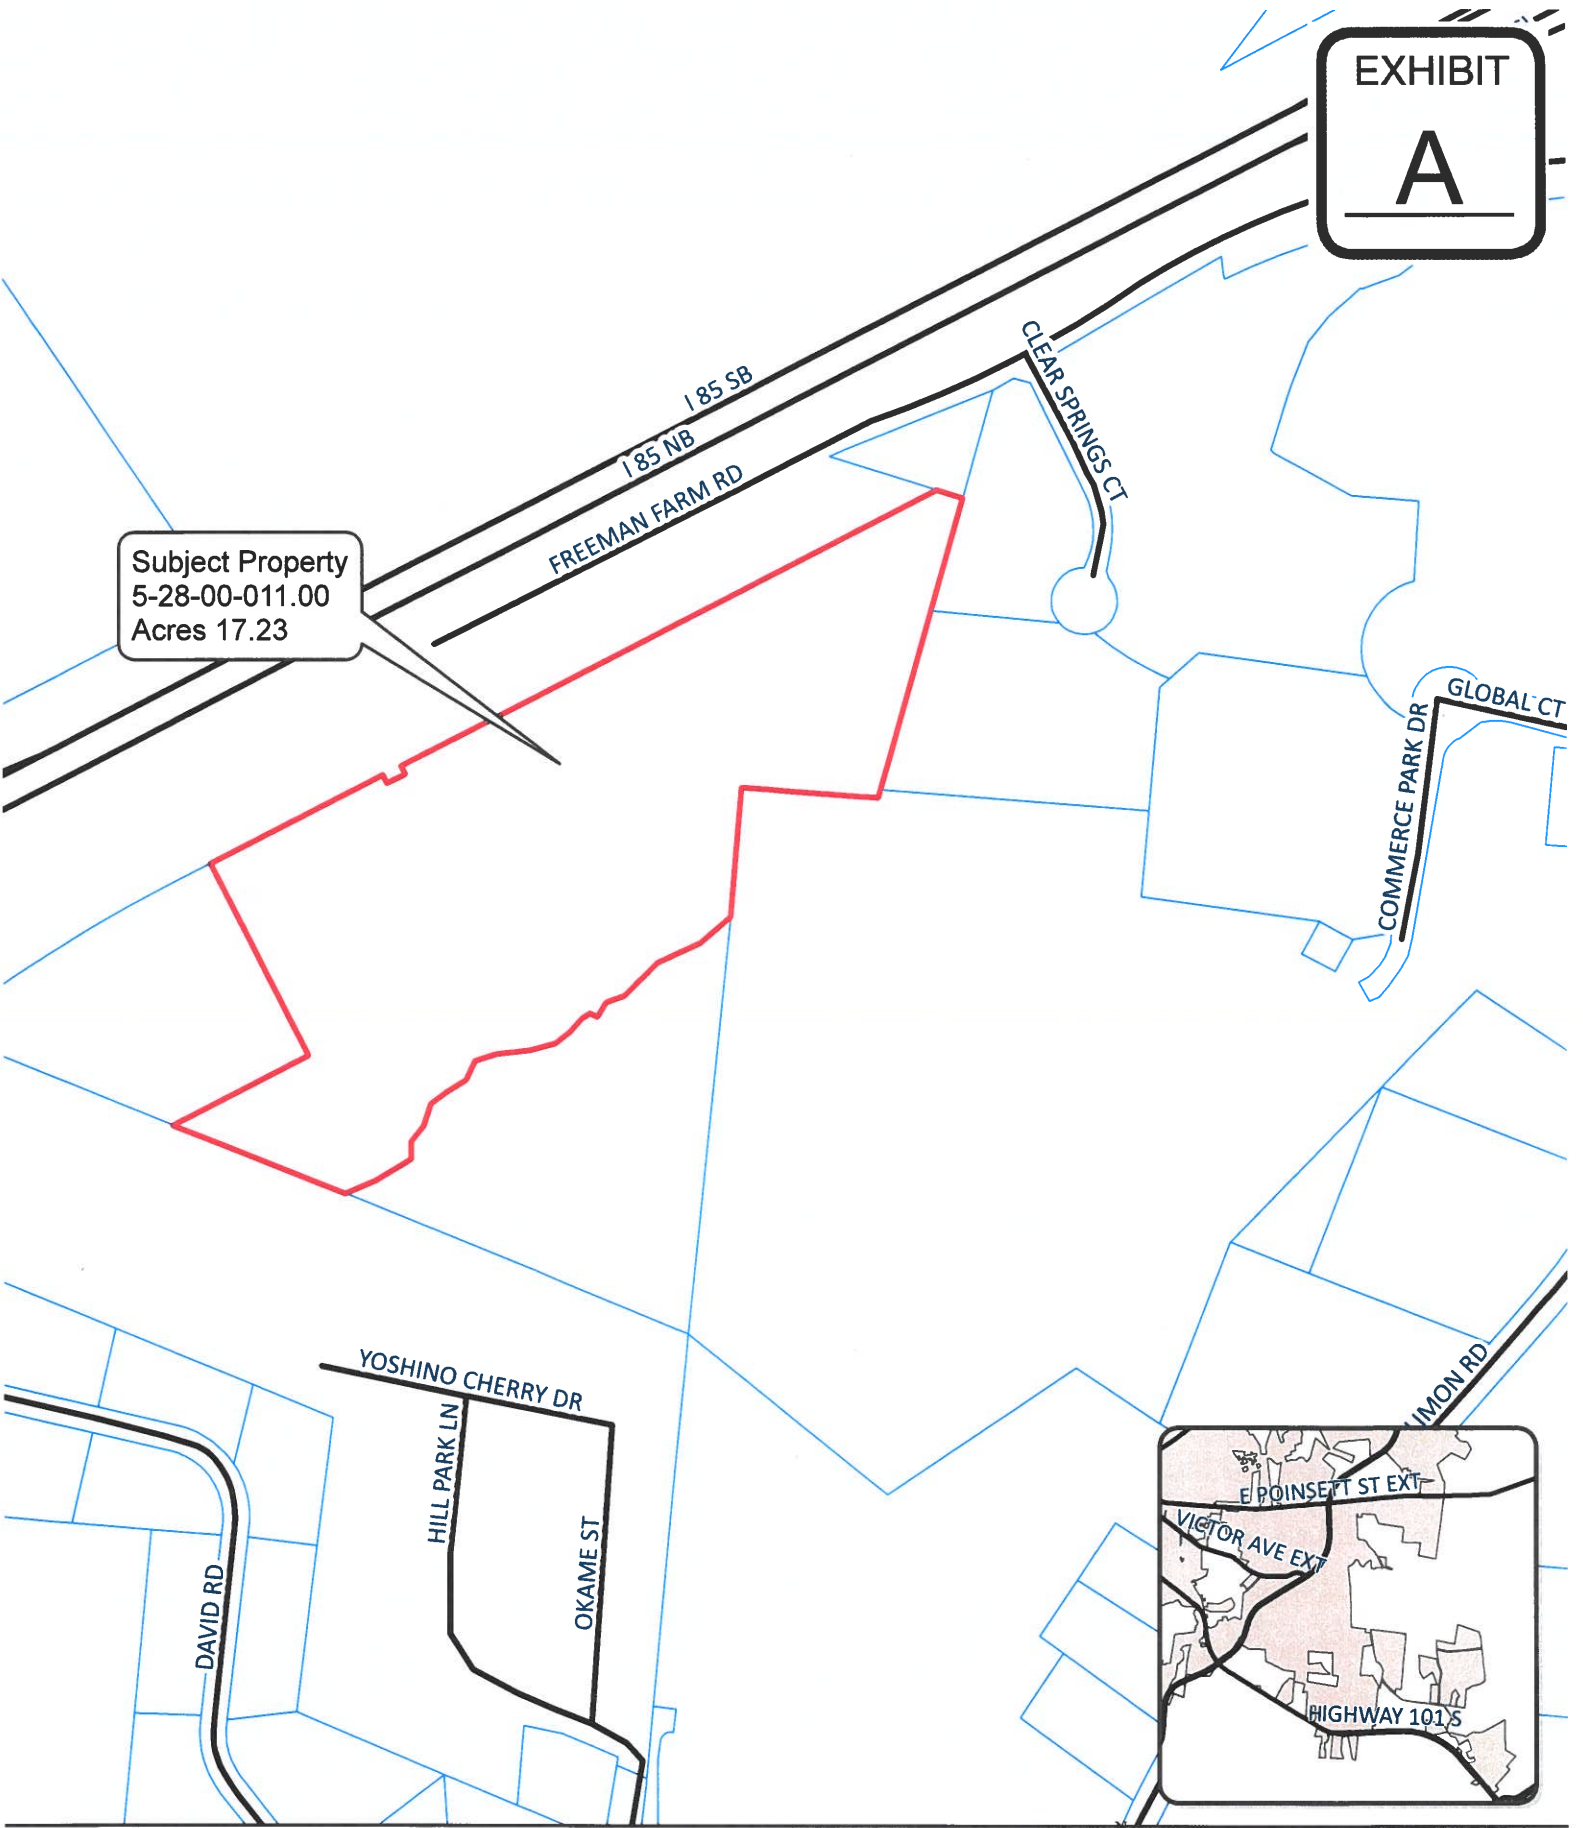 EXHIBIT
A
I 85 SB
I 85 NB
FREEMAN FARM RD
CLEAR SPRINGS CT
Subject Property
5-28-00-011.00
Acres 17.23
GLOBAL CT
COMMERCE PARK DR
YOSHINO CHERRY DR
HILL PARK LN
OKAME ST
DAVID RD
LIMON RD
E POINSETT ST EXT
VICTOR AVE EXT
HIGHWAY 101 S